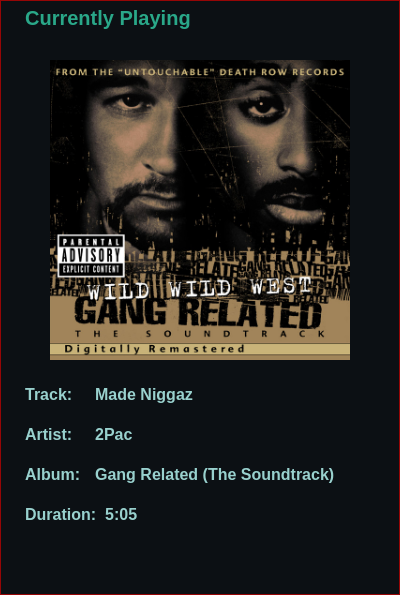 Currently Playing
FROM THE "UNTOUCHABLE" DEATH ROW RECORDS
PARENTAL
ADVISORY
EXPLICIT CONTENT
WILD WILD WEST
GANG RELATED
THE SOUNDTRACK
Digitally Remastered
Track: Made Niggaz
Artist: 2Pac
Album: Gang Related (The Soundtrack)
Duration: 5:05